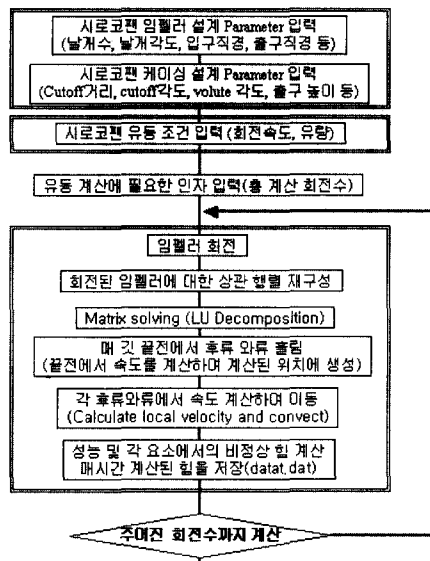 시로코팬 임펠러 설계 Parameter 입력
(날개수, 날개각도, 입구직경, 출구직경 등)
시로코팬 케이싱 설계 Parameter 입력
(Cutoff거리, cutoff각도, volute 각도, 출구 높이 등)
시로코팬 유동 조건 입력 (회전속도, 유량)
유동 계산에 필요한 인자 입력(총 계산 회전수)
임펠러 회전
회전된 임펠러에 대한 상관 행렬 재구성
Matrix solving (LU Decomposition)
매 깃 끝전에서 후류 와류 흘림
(끝전에서 속도를 계산하며 계산된 위치에 생성)
각 후류와류에서 속도 계산하며 이동
(Calculate local velocity and convect)
성능 및 각 요소에서의 비정상 힘 계산
매시간 계산된 힘을 저장(datat.dat)
주어진 회전수까지 계산